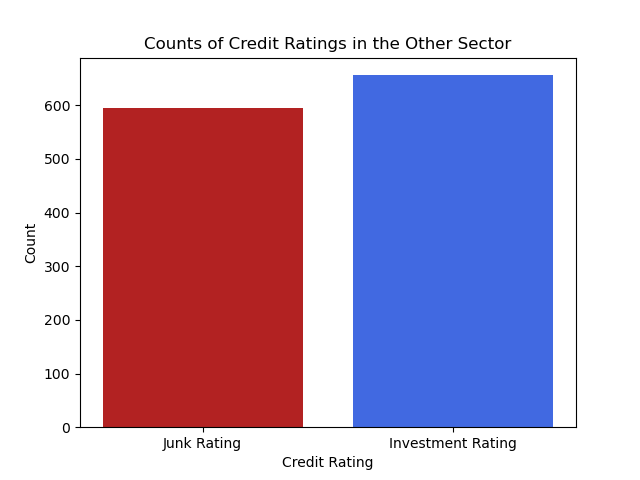 Counts of Credit Ratings in the Other Sector
600
500
400
300
200
100
0
Count
Junk Rating
Investment Rating
Credit Rating